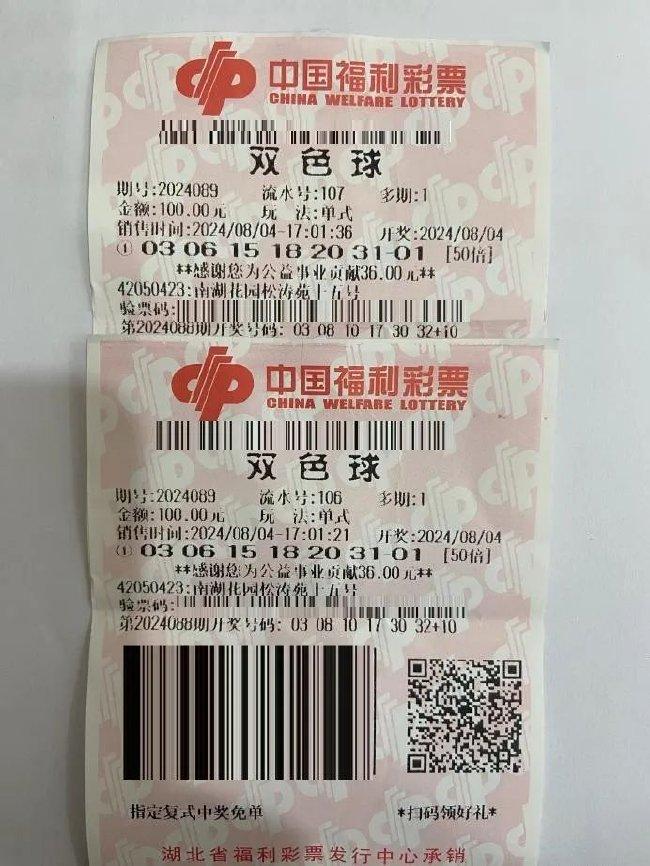 中国福利彩票
CHINA WELFARE LOTTERY
双色球
期号:2024089 流水号:107 多期:1
金额:100.00元 玩 法:单式
销售时间:2024/08/04-17:01:36 开奖:2024/08/04
① 03 06 15 18 20 31-01 [50倍]
**感谢您为公益事业贡献36.00元**
42050423:南湖花园松涛苑十五号
验票码:
第2024088期开奖号码: 03 08 10 17 30 32+10
中国福利彩票
CHINA WELFARE LOTTERY
双色球
期号:2024089 流水号:106 多期:1
金额:100.00元 玩 法:单式
销售时间:2024/08/04-17:01:21 开奖:2024/08/04
① 03 06 15 18 20 31-01 [50倍]
**感谢您为公益事业贡献36.00元**
42050423:南湖花园松涛苑十五号
验票码:
第2024088期开奖号码: 03 08 10 17 30 32+10
指定复式中奖免单 *扫码领好礼*
湖北省福利彩票发行中心承销